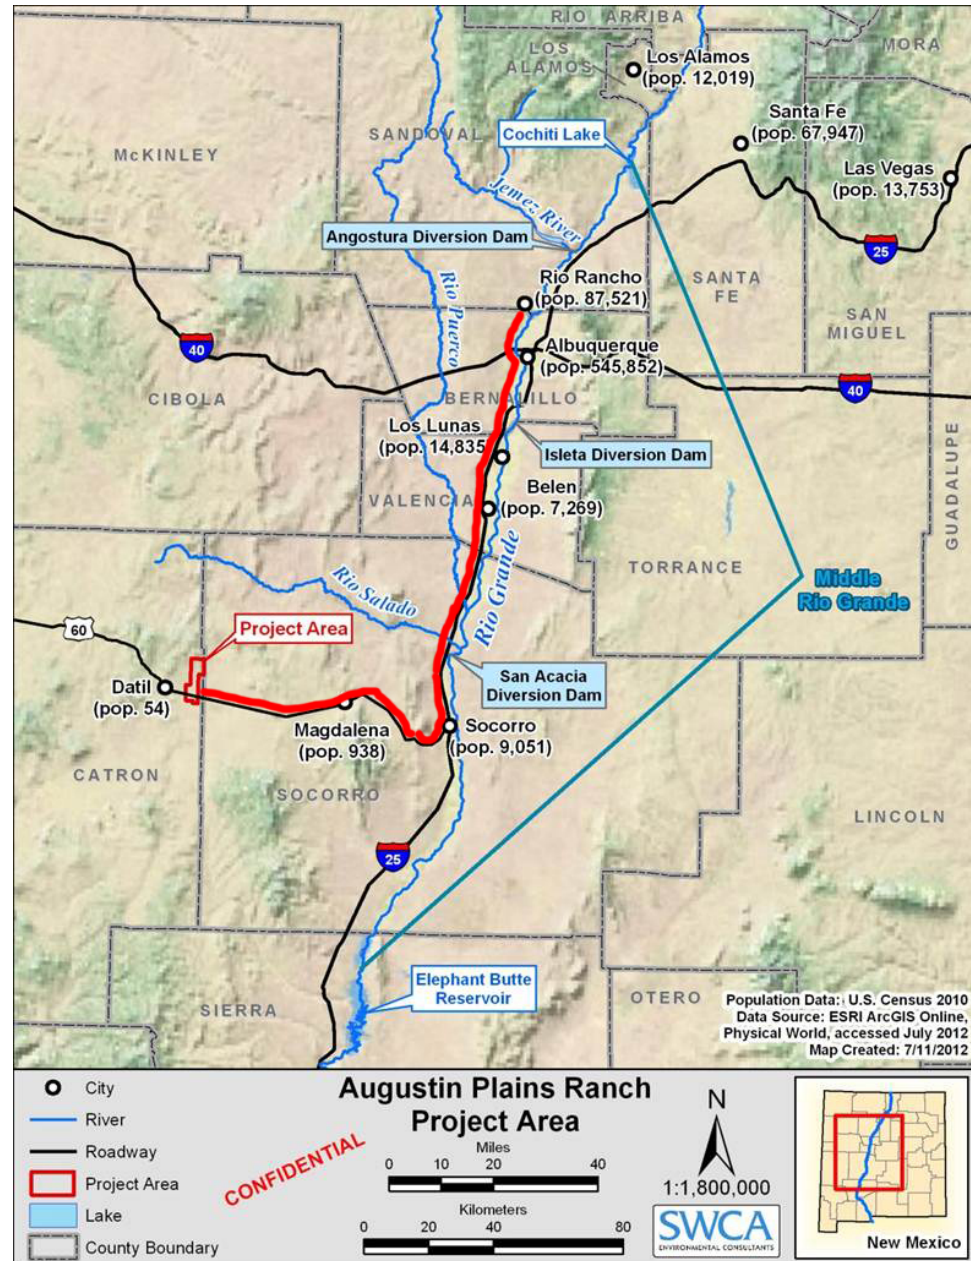 RIO ARRIBA
LOS
ALAMOS
Los Alamos
(pop. 12,019)
MORA
Santa Fe
(pop. 67,947)
SANDOVAL
Cochiti Lake
McKINLEY
Las Vegas
(pop. 13,753)
Jemez River
Angostura Diversion Dam
25
SANTA
FE
Rio Rancho
(pop. 87,521)
Rio Puerco
SAN
MIGUEL
40
Albuquerque
(pop. 545,852)
40
CIBOLA
BERNALILLO
Los Lunas
(pop. 14,835)
Isleta Diversion Dam
GUADALUPE
Belen
(pop. 7,269)
VALENCIA
TORRANCE
Middle
Rio Grande
Rio Salado
Rio Grande
60
Project Area
San Acacia
Diversion Dam
Datil
(pop. 54)
Magdalena
(pop. 938)
Socorro
(pop. 9,051)
CATRON
SOCORRO
LINCOLN
25
Elephant Butte
Reservoir
SIERRA
OTERO
Population Data: U.S. Census 2010
Data Source: ESRI ArcGIS Online,
Physical World, accessed July 2012
Map Created: 7/11/2012
City
River
Roadway
Project Area
Lake
County Boundary
Augustin Plains Ranch
Project Area
CONFIDENTIAL
Miles
0 10 20 40
Kilometers
0 20 40 60 80
N
1:1,800,000
SWCA
ENVIRONMENTAL CONSULTANTS
New Mexico